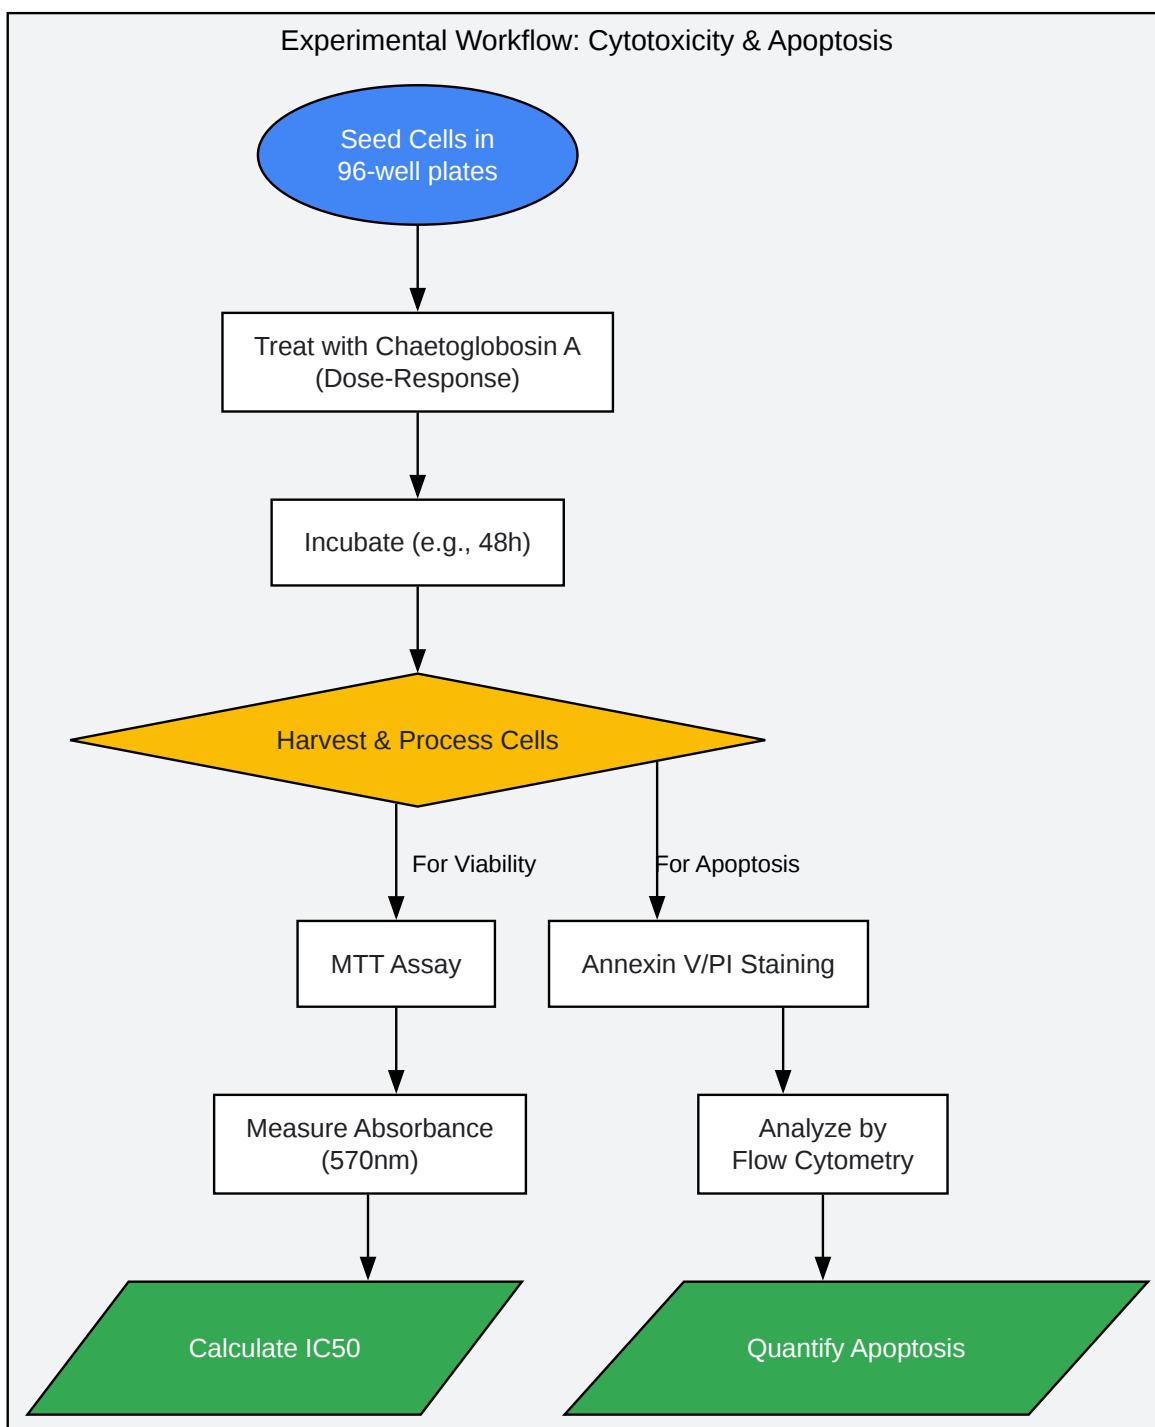 Experimental Workflow: Cytotoxicity & Apoptosis
Seed Cells in
96-well plates
Treat with Chaetoglobosin A
(Dose-Response)
Incubate (e.g., 48h)
Harvest & Process Cells
For Viability
For Apoptosis
MTT Assay
Annexin V/PI Staining
Measure Absorbance
(570nm)
Analyze by
Flow Cytometry
Calculate IC50
Quantify Apoptosis